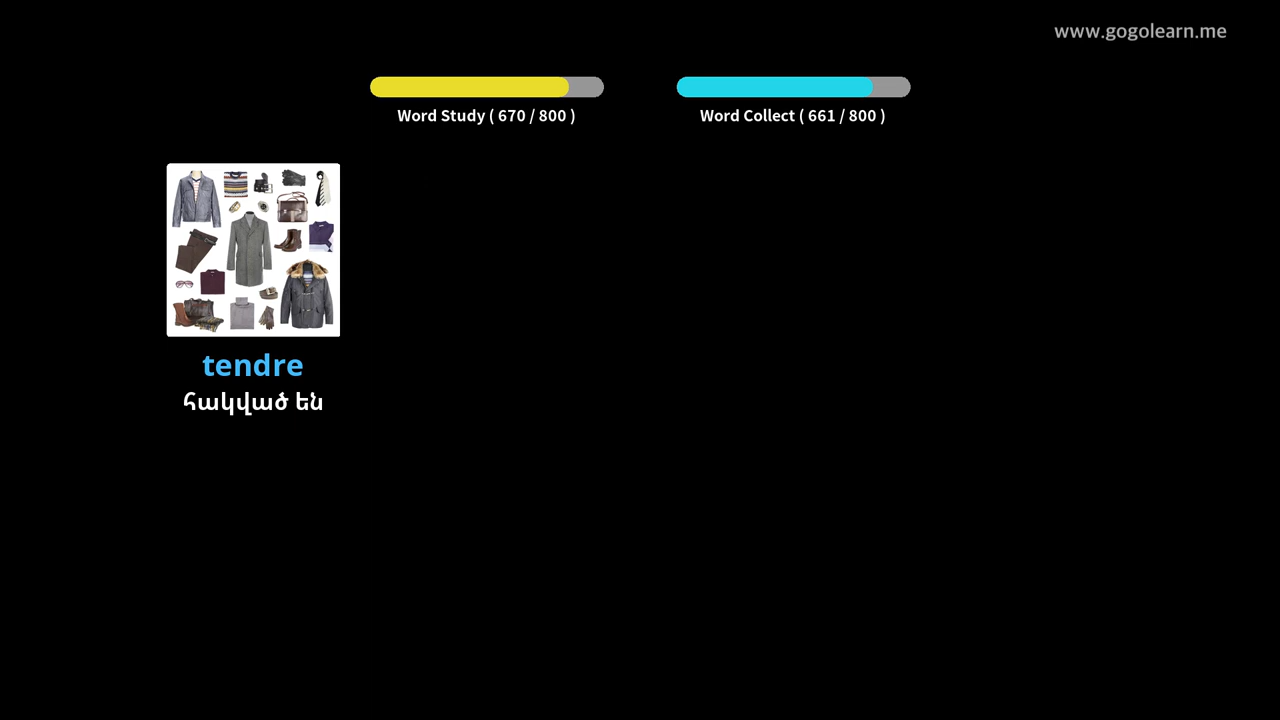 www.gogolearn.me
Word Study ( 670 / 800 )
Word Collect ( 661 / 800 )
tendre
հակված են